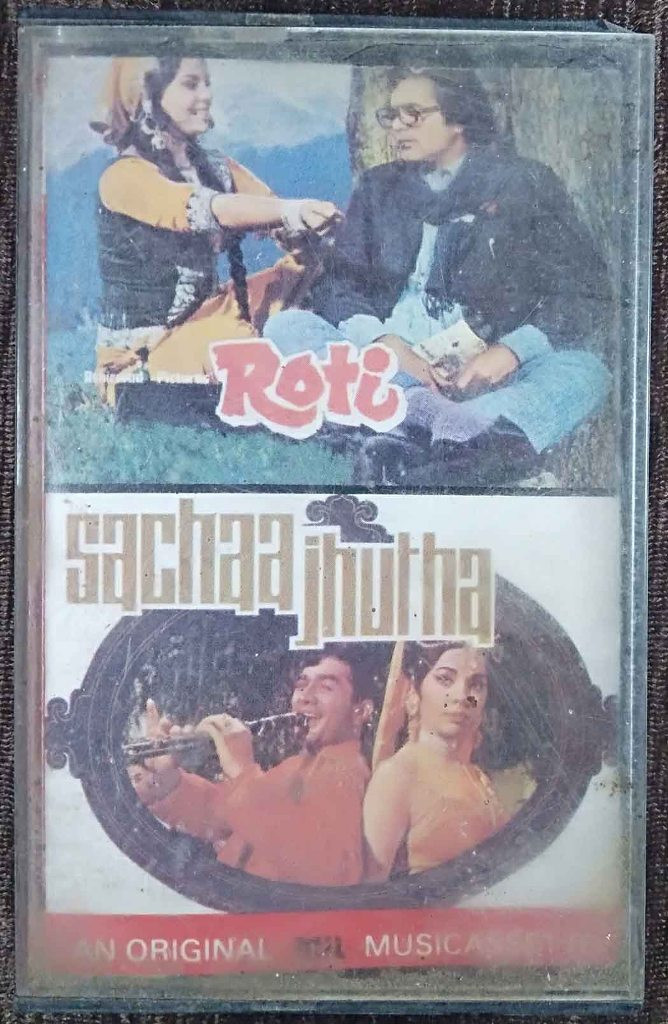 Roti
sachaa
jhutha
AN ORIGINAL MUSICASSETTE